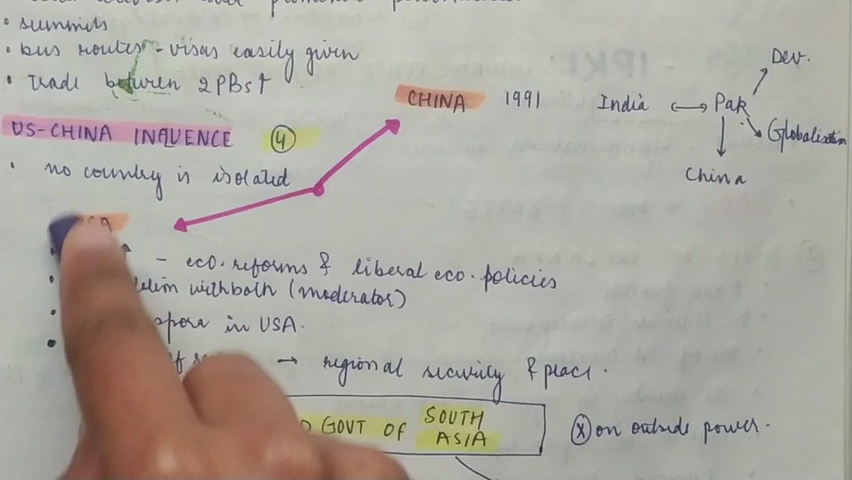 • summits
• bus routes - visas easily given
• trade between 2 PBs↑
US-CHINA INFLUENCE ④
• no country is isolated
CHINA 1991 India ↔ Pak
Dev.
Globalisation
China
- eco. reforms & liberal eco. policies
with both (moderator)
in USA.
→ regional security & peace.
GOVT OF SOUTH ASIA
ⓧ on outside power.